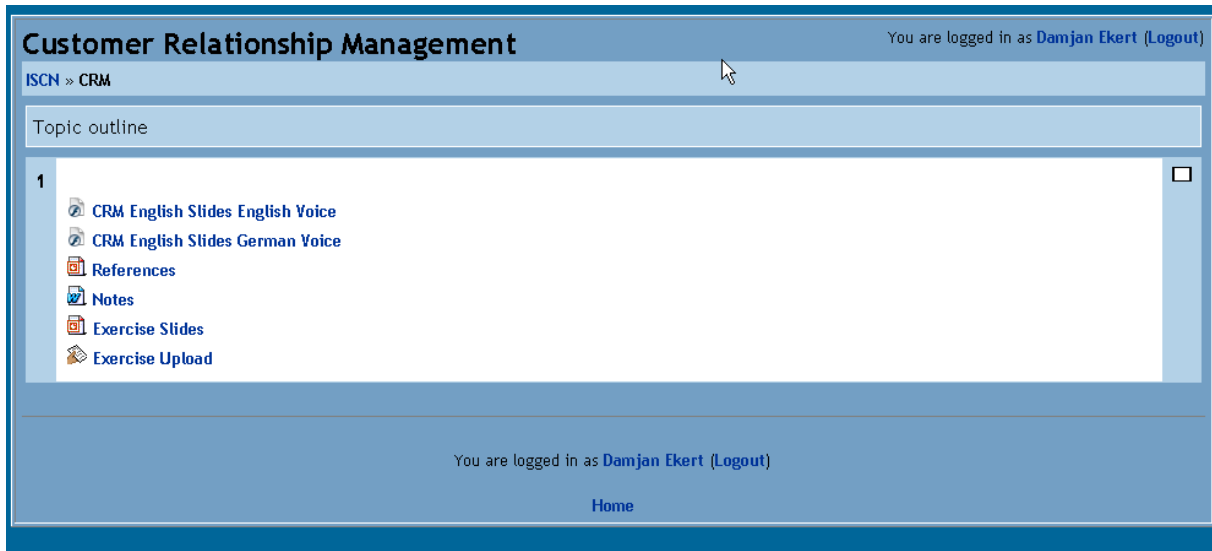 Customer Relationship Management
You are logged in as Damjan Ekert (Logout)
ISCN » CRM
Topic outline
1
CRM English Slides English Voice
CRM English Slides German Voice
References
Notes
Exercise Slides
Exercise Upload
You are logged in as Damjan Ekert (Logout)
Home